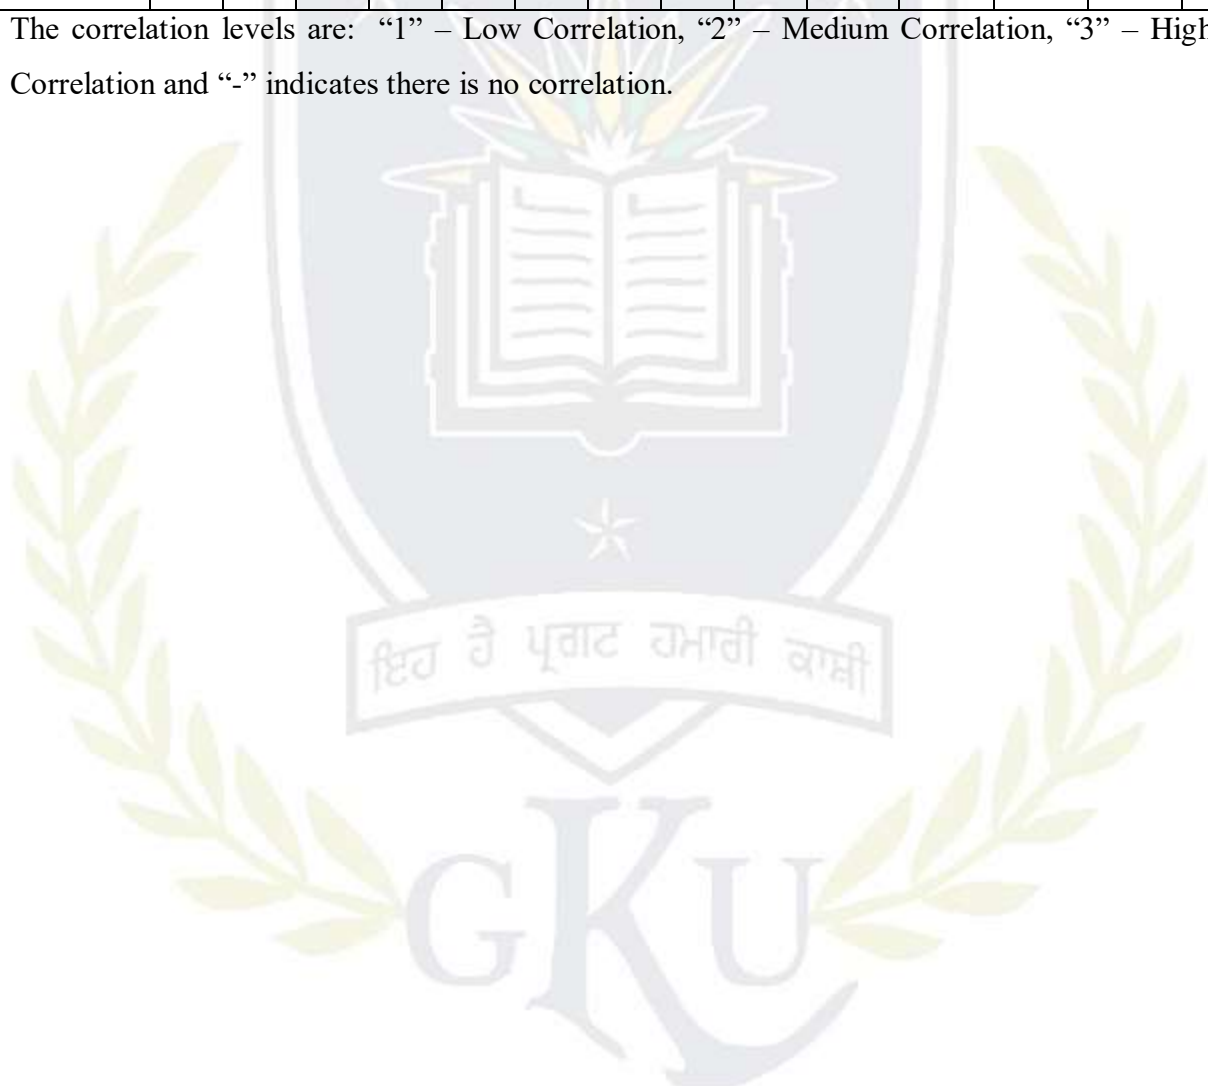 The correlation levels are: “1” – Low Correlation, “2” – Medium Correlation, “3” – High
Correlation and “-” indicates there is no correlation.
ਇਹ ਹੈ ਪ੍ਰਗਟ ਹਮਾਰੀ ਕਾਸ਼ੀ
GKU